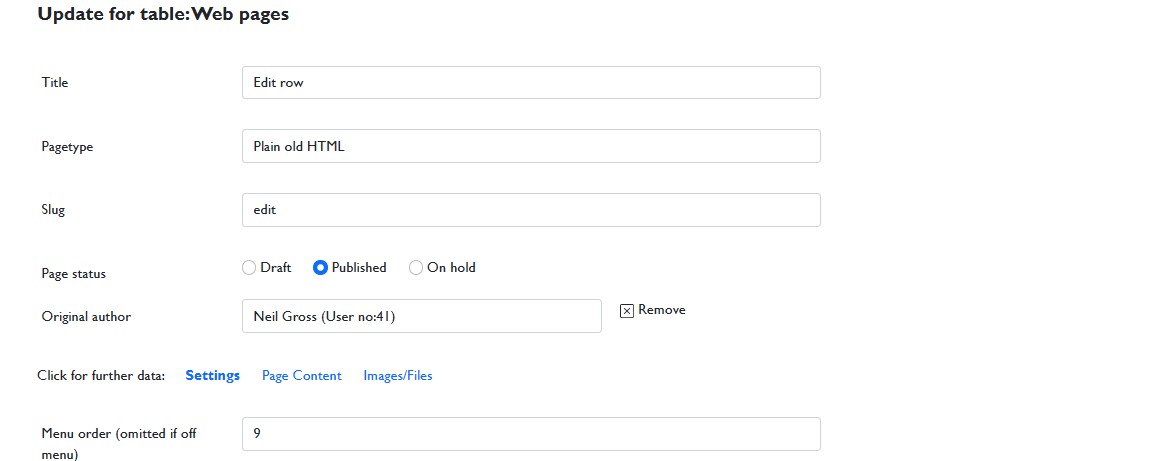 Update for table:Web pages
Title
Edit row
Pagetype
Plain old HTML
Slug
edit
Page status
Draft Published On hold
Original author
Neil Gross (User no:41)
Remove
Click for further data: Settings Page Content Images/Files
Menu order (omitted if off
menu)
9